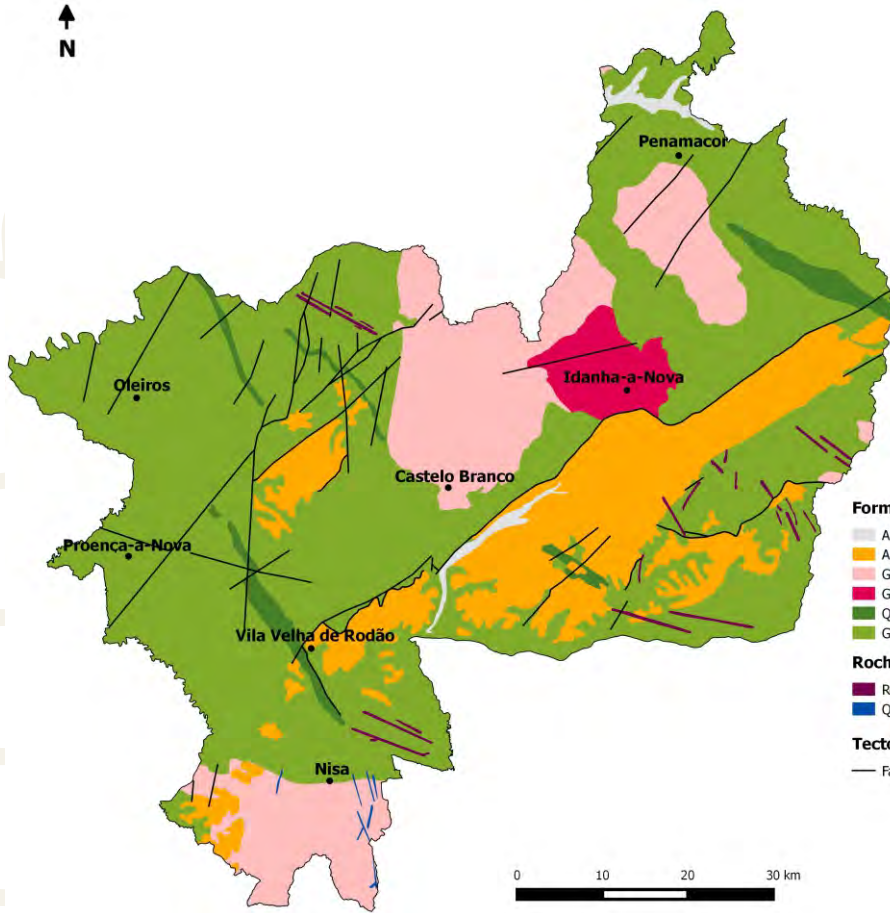 N
Penamacor
Oleiros
Idanha-a-Nova
Castelo Branco
Proença-a-Nova
Vila Velha de Rodão
Nisa
Form
A
A
G
G
Q
G
Roch
R
Q
Tecto
Fa
0 10 20 30 km